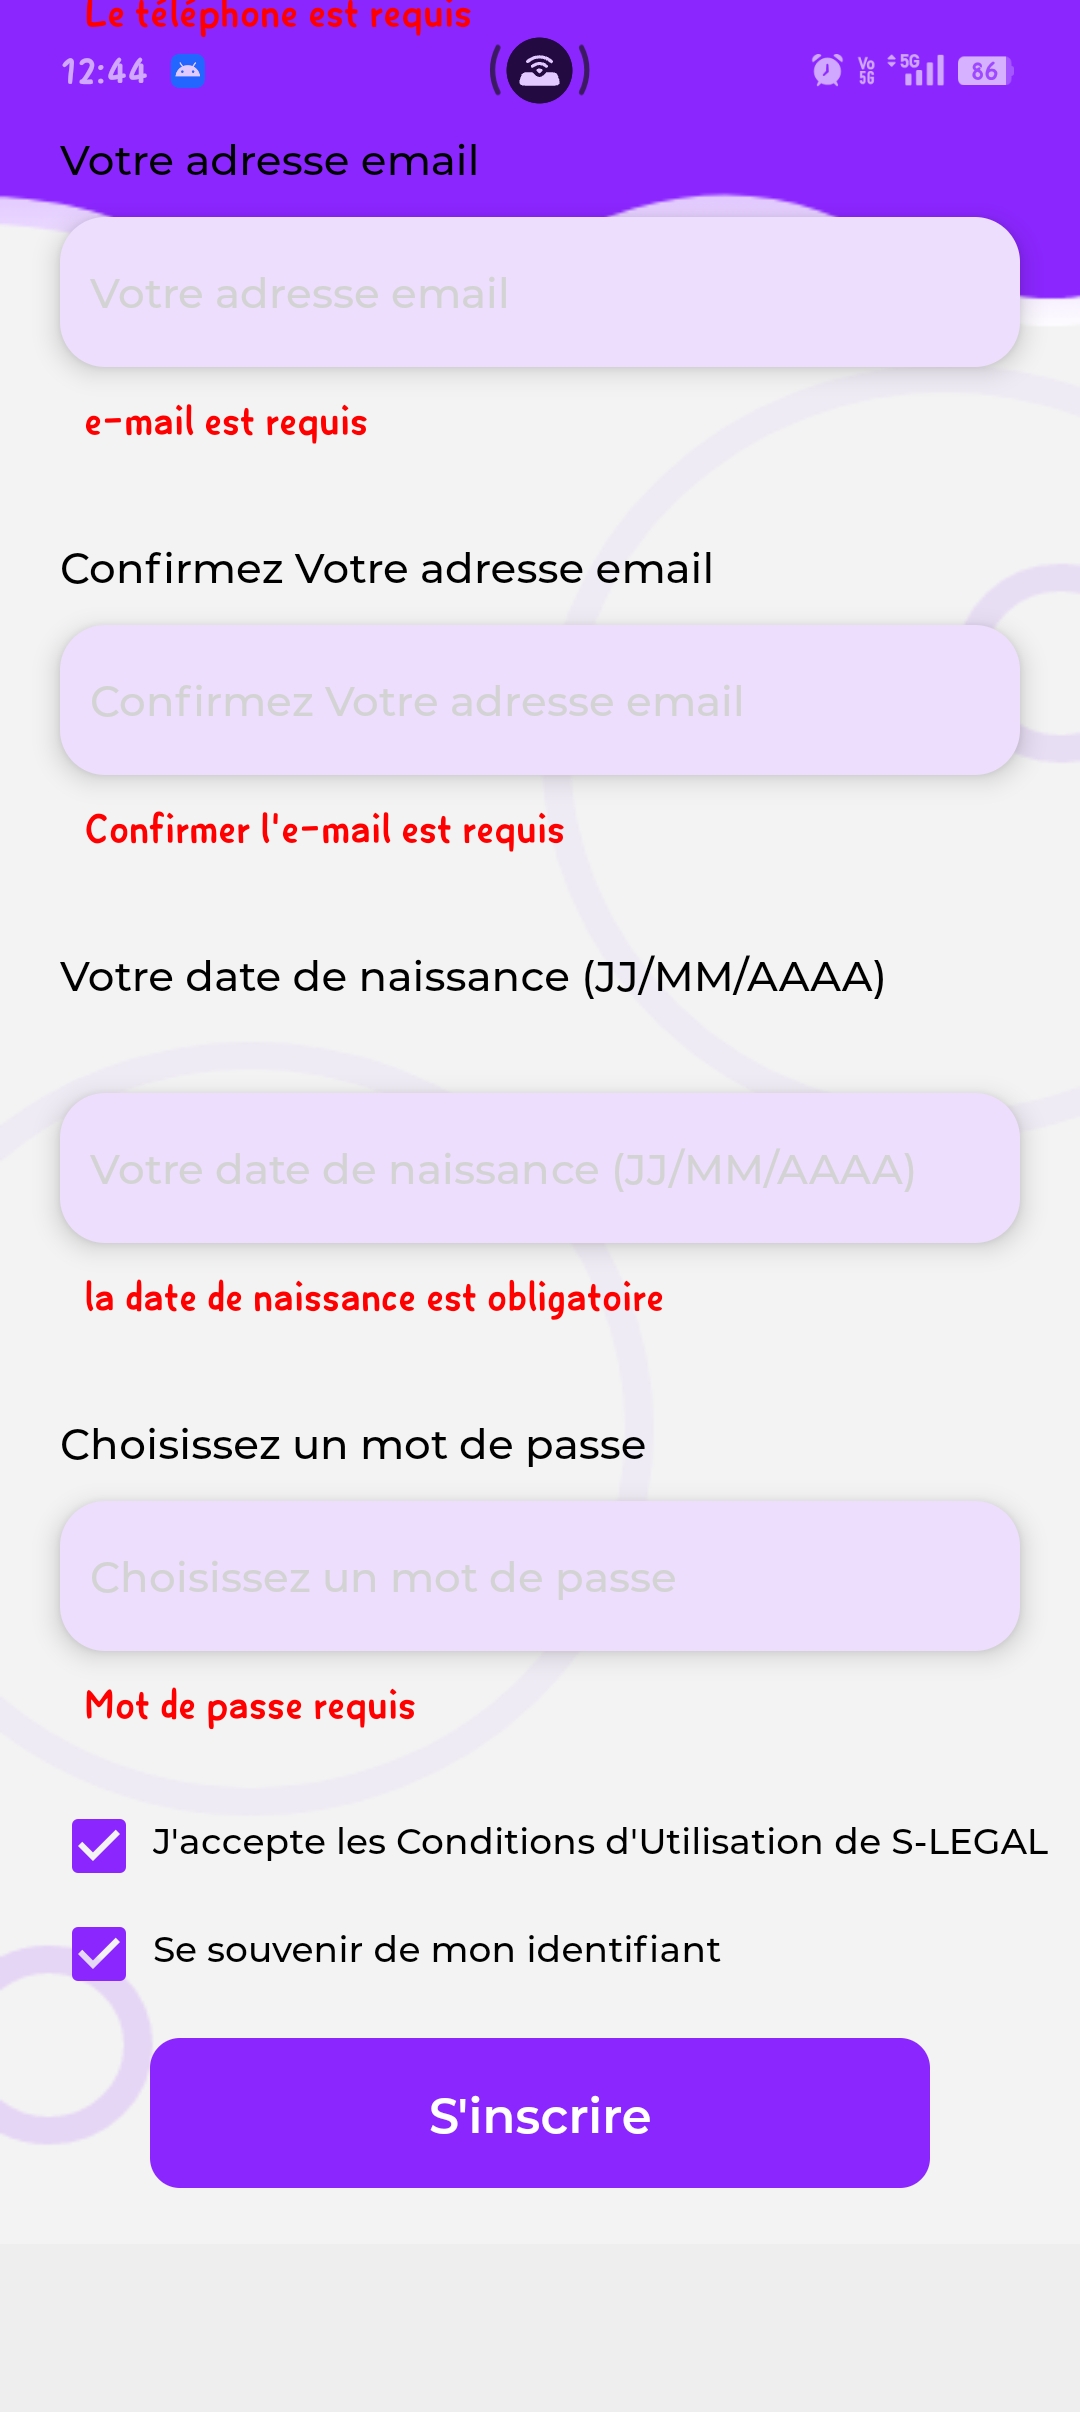 Le téléphone est requis
12:44
Vo 5G
5G
86
Votre adresse email
Votre adresse email
e-mail est requis
Confirmez Votre adresse email
Confirmez Votre adresse email
Confirmer l'e-mail est requis
Votre date de naissance (JJ/MM/AAAA)
Votre date de naissance (JJ/MM/AAAA)
la date de naissance est obligatoire
Choisissez un mot de passe
Choisissez un mot de passe
Mot de passe requis
J'accepte les Conditions d'Utilisation de S-LEGAL
Se souvenir de mon identifiant
S'inscrire